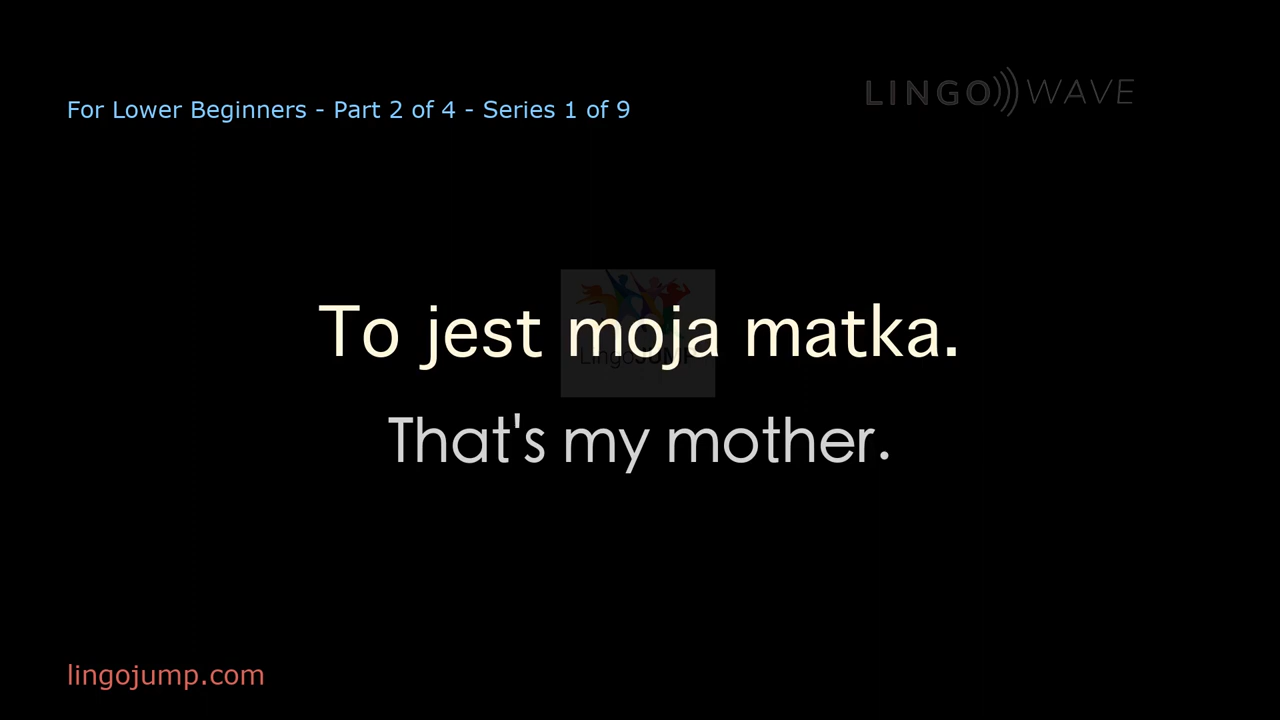 For Lower Beginners - Part 2 of 4 - Series 1 of 9
LINGO WAVE
To jest moja matka.
LingoJUMP
That's my mother.
lingojump.com